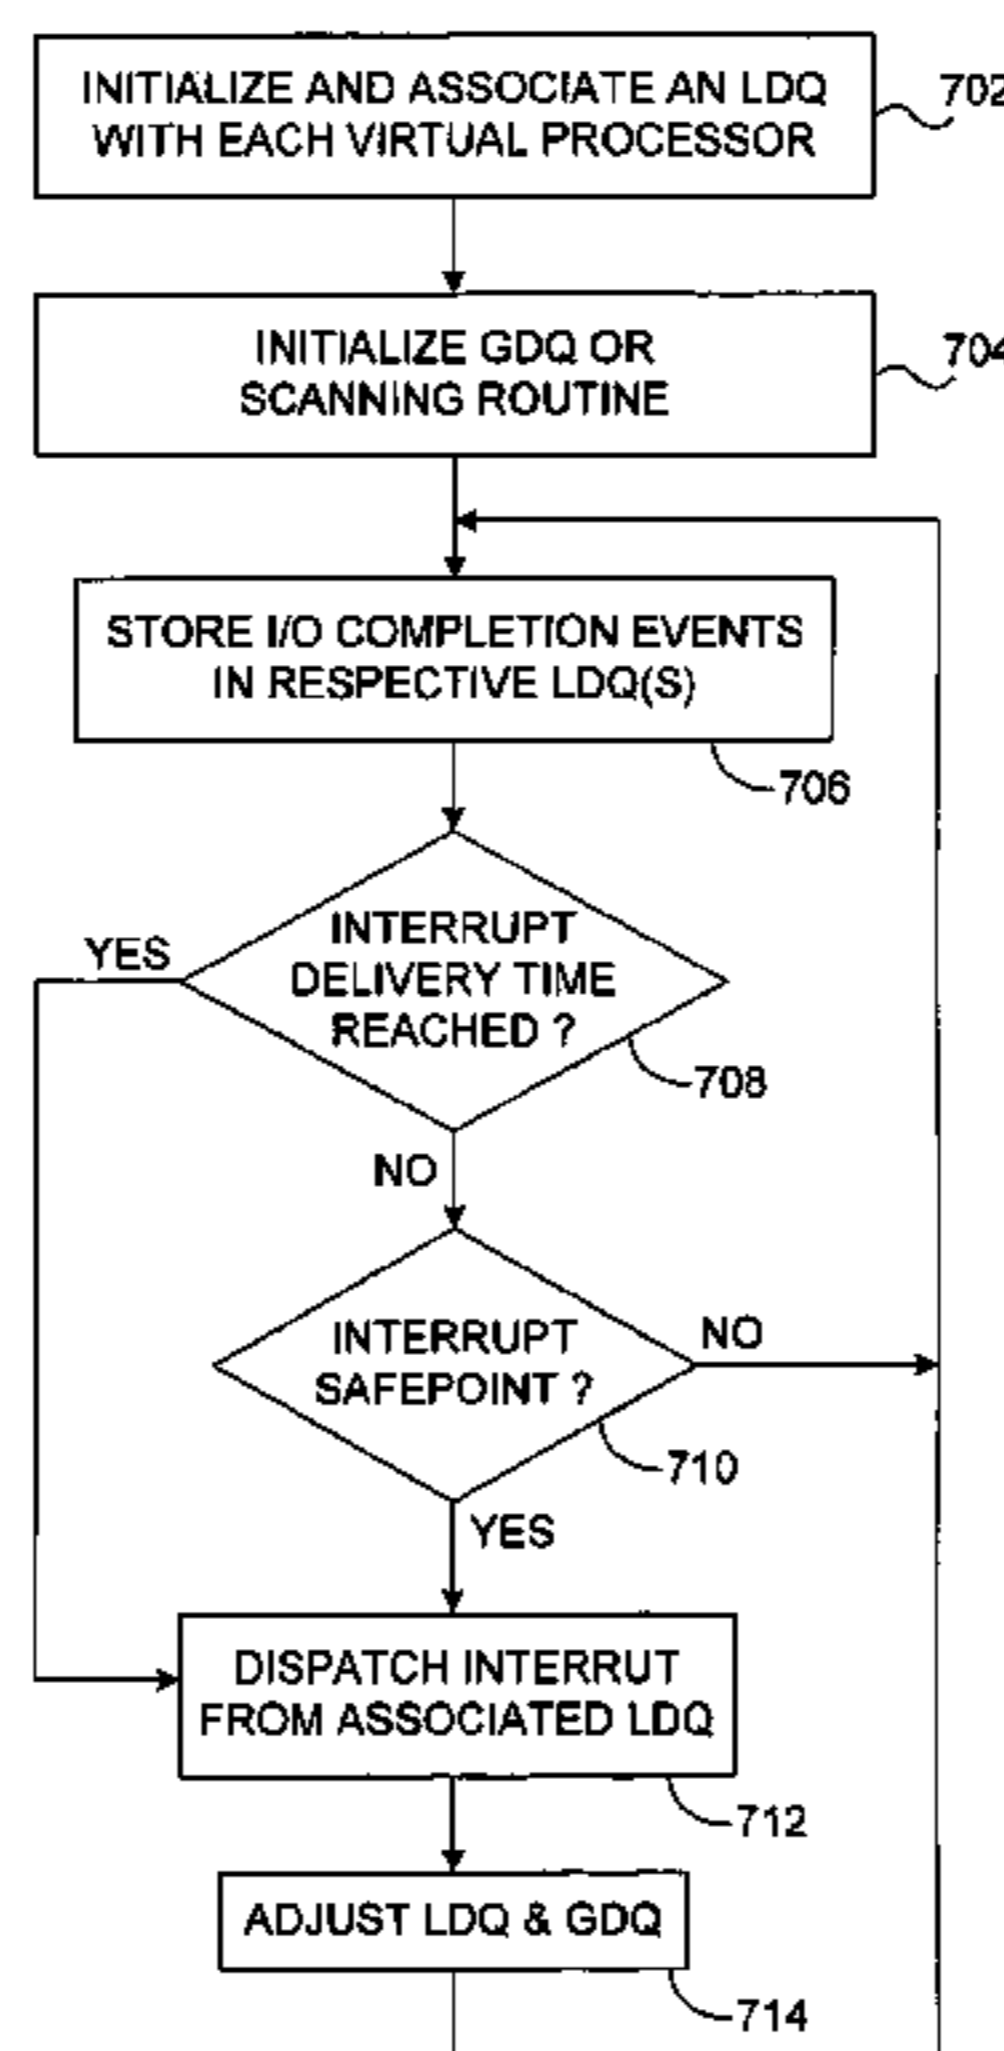 INITIALIZE AND ASSOCIATE AN LDQ
WITH EACH VIRTUAL PROCESSOR
702
INITIALIZE GDQ OR
SCANNING ROUTINE
704
STORE I/O COMPLETION EVENTS
IN RESPECTIVE LDQ(S)
706
YES
INTERRUPT
DELIVERY TIME
REACHED ?
708
NO
INTERRUPT
SAFEPOINT ?
NO
710
YES
DISPATCH INTERRUT
FROM ASSOCIATED LDQ
712
ADJUST LDQ & GDQ
714